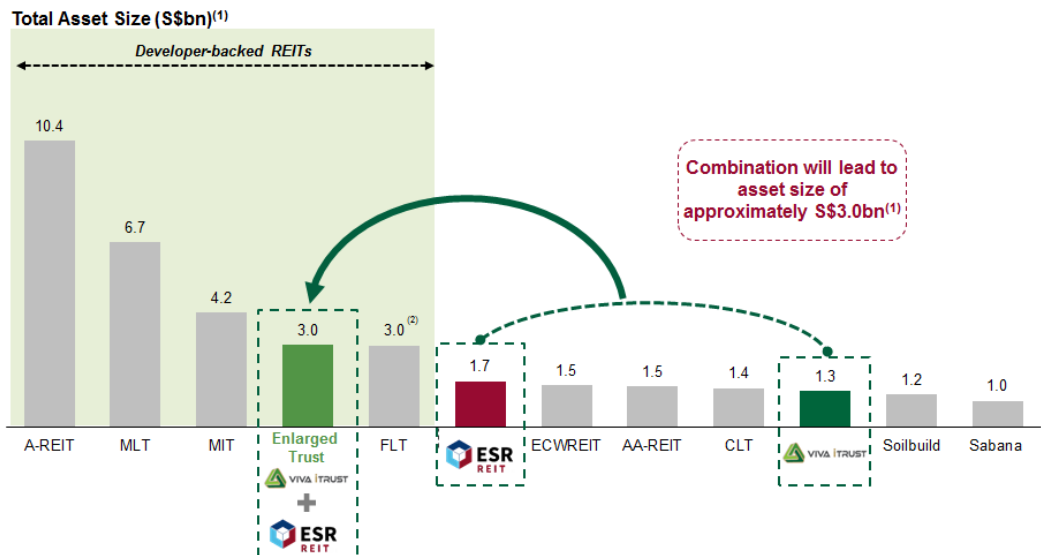 Total Asset Size (S$bn)(1)
Developer-backed REITs
10.4
6.7
4.2
3.0
3.0 (2)
1.7
1.5
1.5
1.4
1.3
1.2
1.0
Combination will lead to
asset size of
approximately S$3.0bn(1)
A-REIT
MLT
MIT
Enlarged
Trust
VIVA iTRUST
+
ESR
REIT
FLT
ESR
REIT
ECWREIT
AA-REIT
CLT
VIVA iTRUST
Soilbuild
Sabana